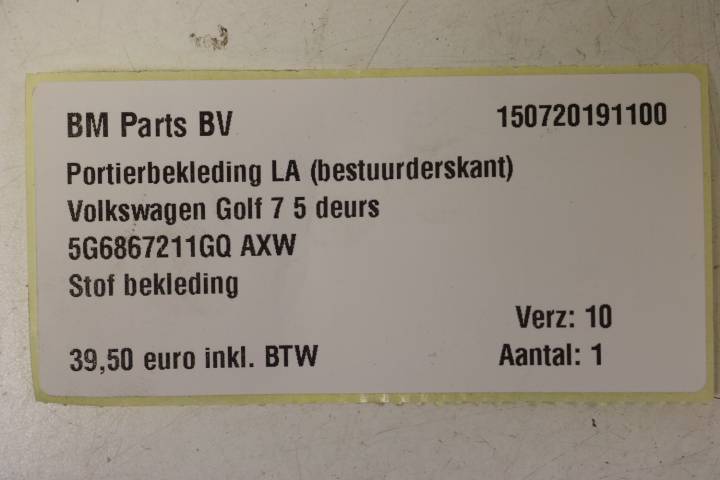 BM Parts BV 150720191100
Portierbekleding LA (bestuurderskant)
Volkswagen Golf 7 5 deurs
5G6867211GQ AXW
Stof bekleding
Verz: 10
39,50 euro inkl. BTW Aantal: 1